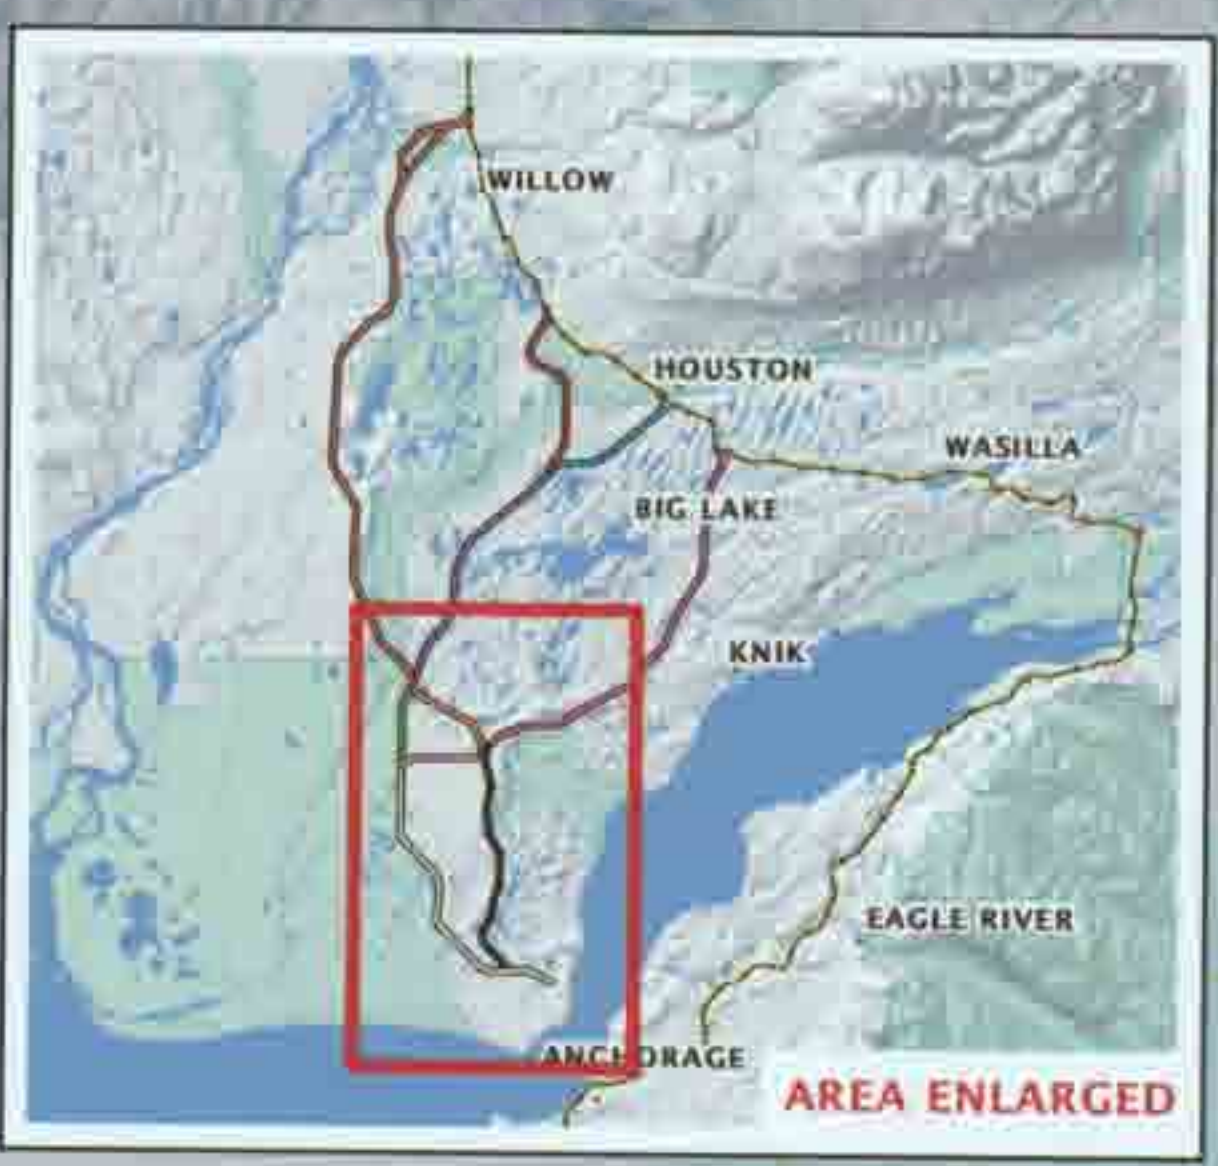 WILLOW
HOUSTON
WASILLA
BIG LAKE
KNIK
EAGLE RIVER
ANCHORAGE
AREA ENLARGED